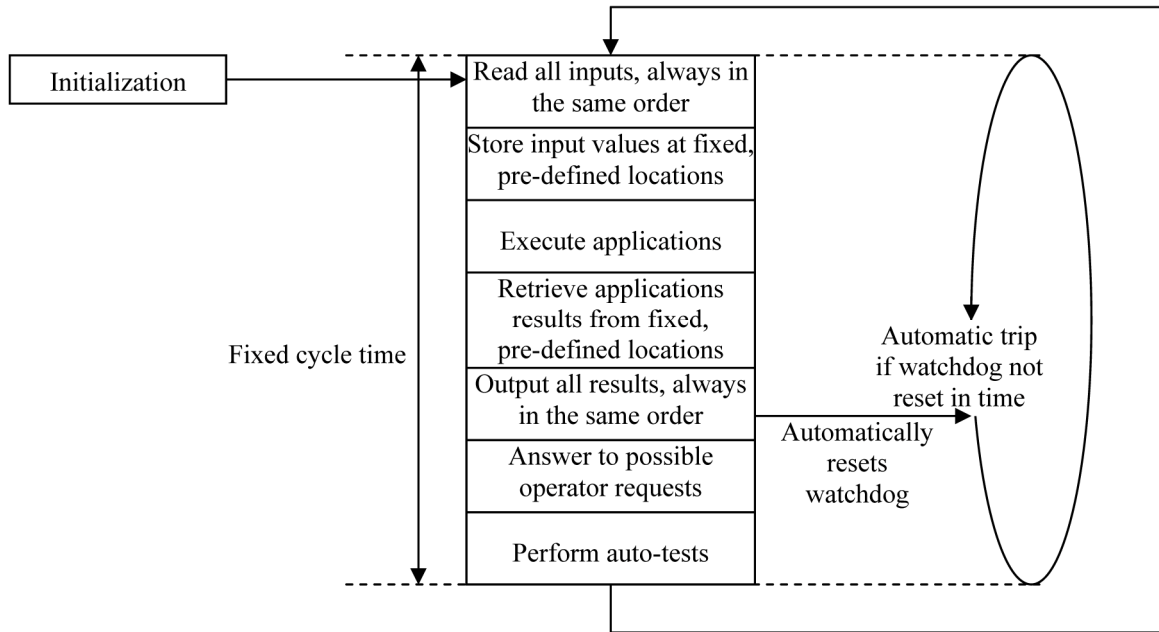 Initialization
Read all inputs, always in
the same order
Store input values at fixed,
pre-defined locations
Execute applications
Retrieve applications
results from fixed,
pre-defined locations
Output all results, always
in the same order
Answer to possible
operator requests
Perform auto-tests
Fixed cycle time
Automatic trip
if watchdog not
reset in time
Automatically
resets
watchdog